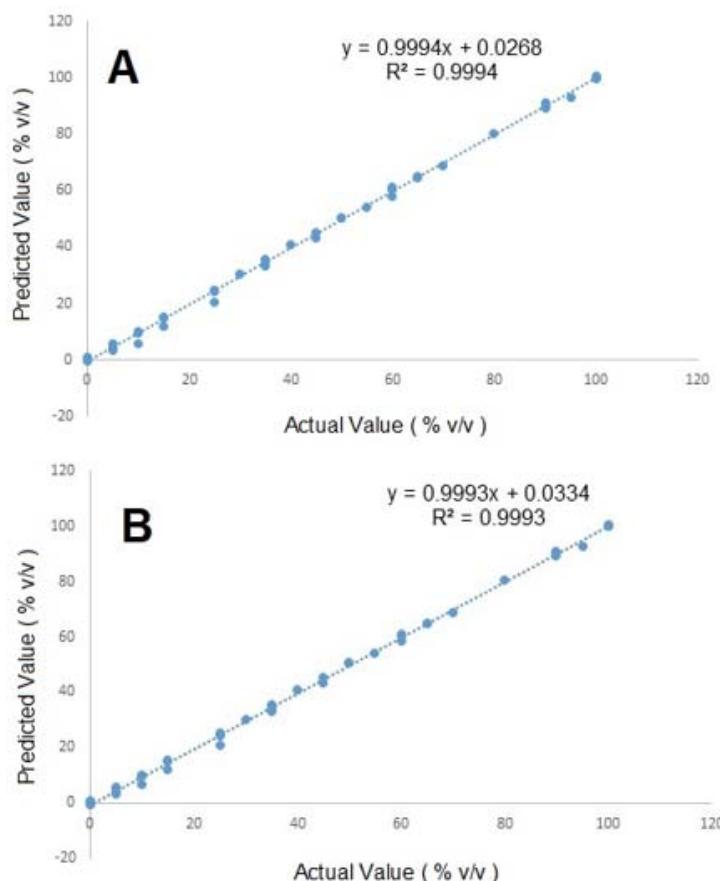 A
y = 0.9994x + 0.0268
R² = 0.9994
120
100
80
60
40
20
0
-20
0 20 40 60 80 100 120
Predicted Value ( % v/v)
Actual Value ( % v/v )
B
y = 0.9993x + 0.0334
R² = 0.9993
120
100
80
60
40
20
0
-20
0 20 40 60 80 100 120
Predicted Value ( % v/v)
Actual Value ( % v/v )